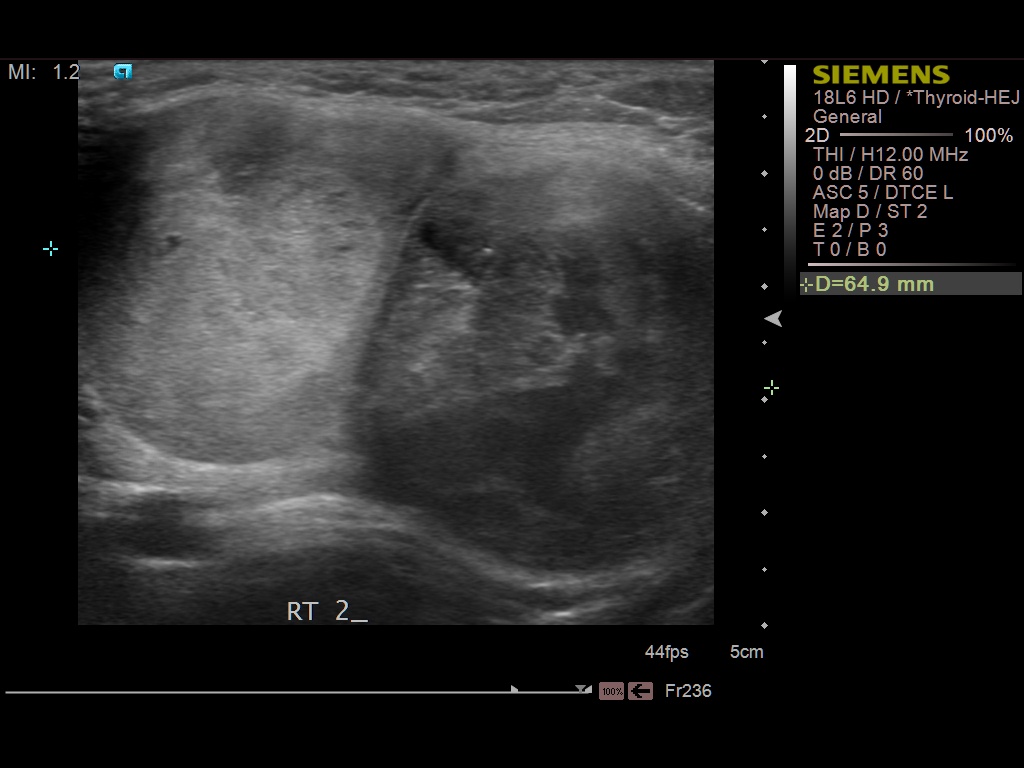 MI: 1.2
SIEMENS
18L6 HD / *Thyroid-HEJ
General
2D 100%
THI / H12.00 MHz
0 dB / DR 60
ASC 5 / DTCE L
Map D / ST 2
E 2 / P 3
T 0 / B 0
D=64.9 mm
RT 2_
44fps 5cm
100% Fr236